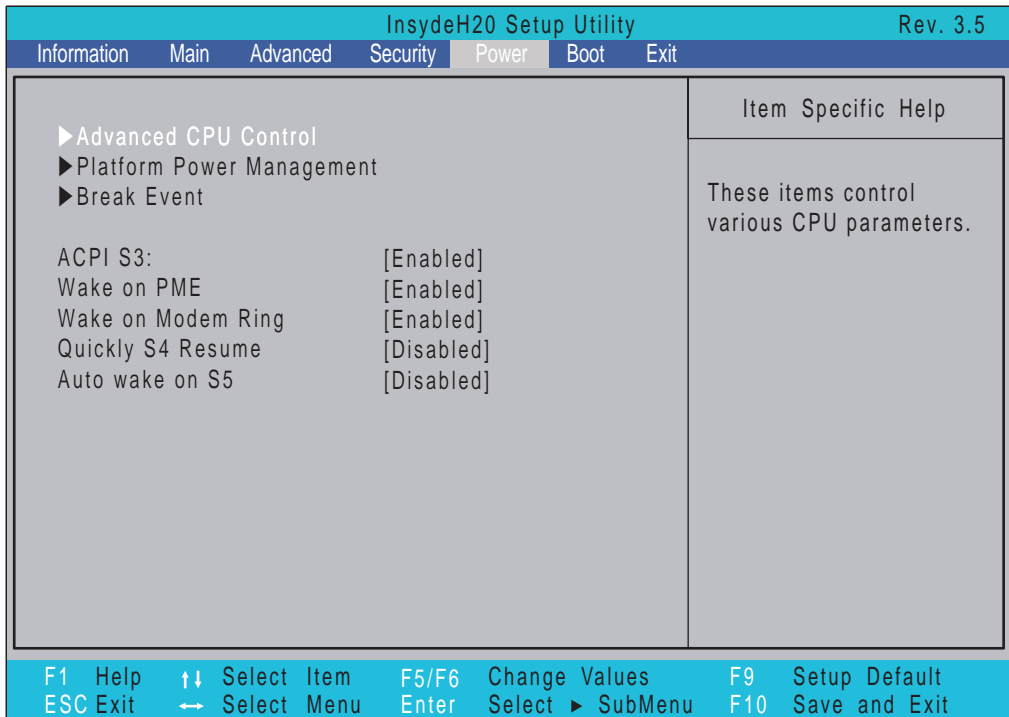 InsydeH20 Setup Utility Rev. 3.5
Information Main Advanced Security Power Boot Exit
▶Advanced CPU Control
▶Platform Power Management
▶Break Event
ACPI S3: [Enabled]
Wake on PME [Enabled]
Wake on Modem Ring [Enabled]
Quickly S4 Resume [Disabled]
Auto wake on S5 [Disabled]
Item Specific Help
These items control
various CPU parameters.
F1 Help ↑↓ Select Item F5/F6 Change Values F9 Setup Default
ESC Exit ↔ Select Menu Enter Select ▶ SubMenu F10 Save and Exit